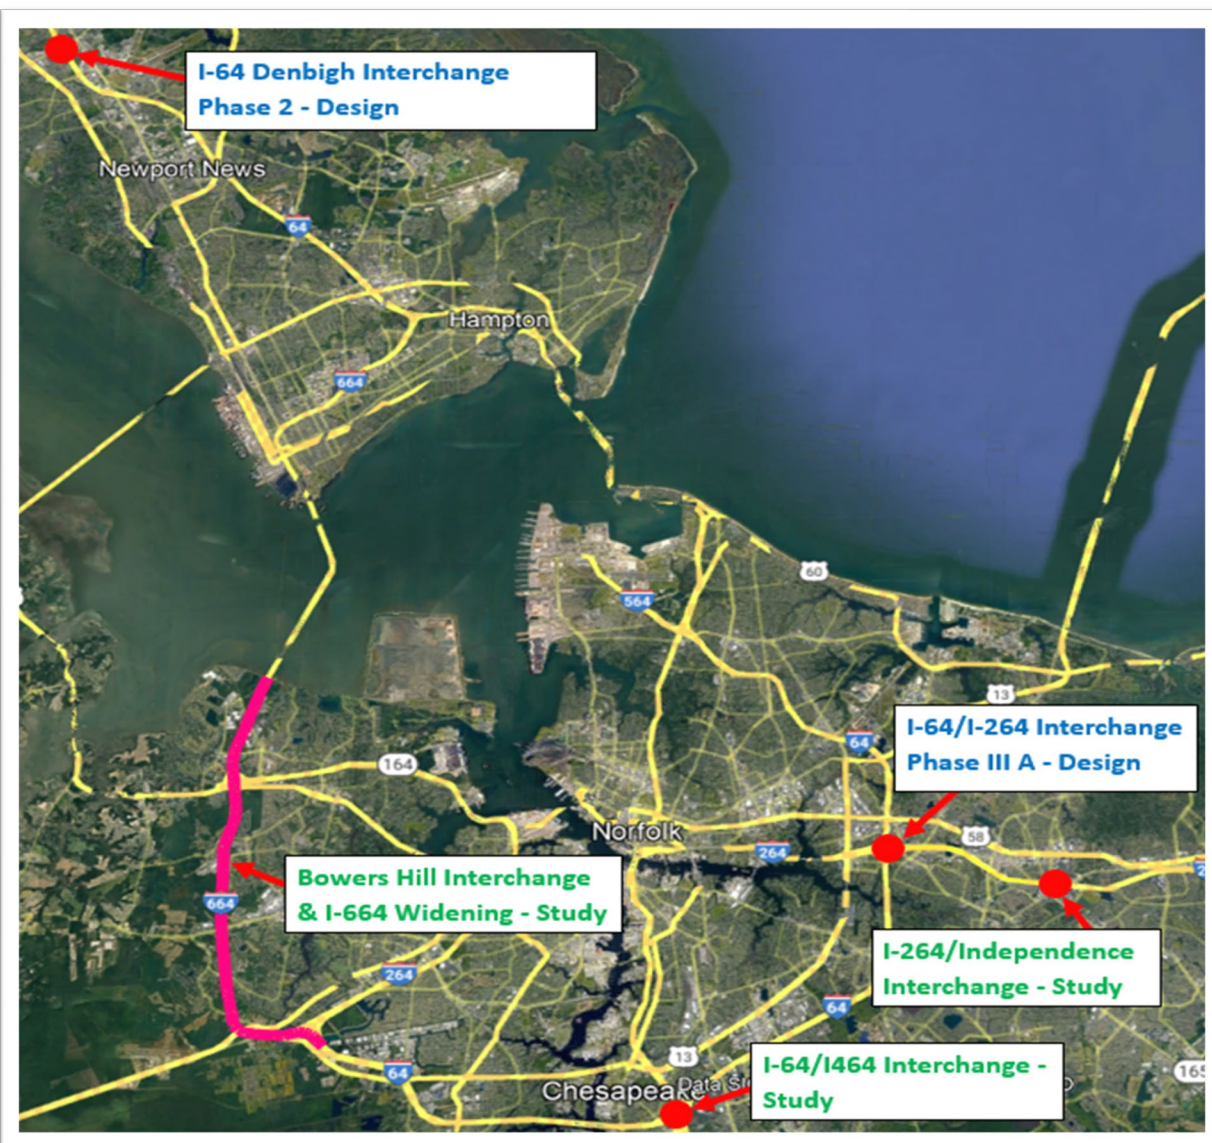 I-64 Denbigh Interchange
Phase 2 - Design
Newport News
64
Hampton
664
60
564
13
I-64/I-264 Interchange
Phase III A - Design
64
164
Norfolk
58
264
Bowers Hill Interchange
& I-664 Widening - Study
664
I-264/Independence
Interchange - Study
264
64
13
I-64/I464 Interchange -
Study
64
Chesapeake
165